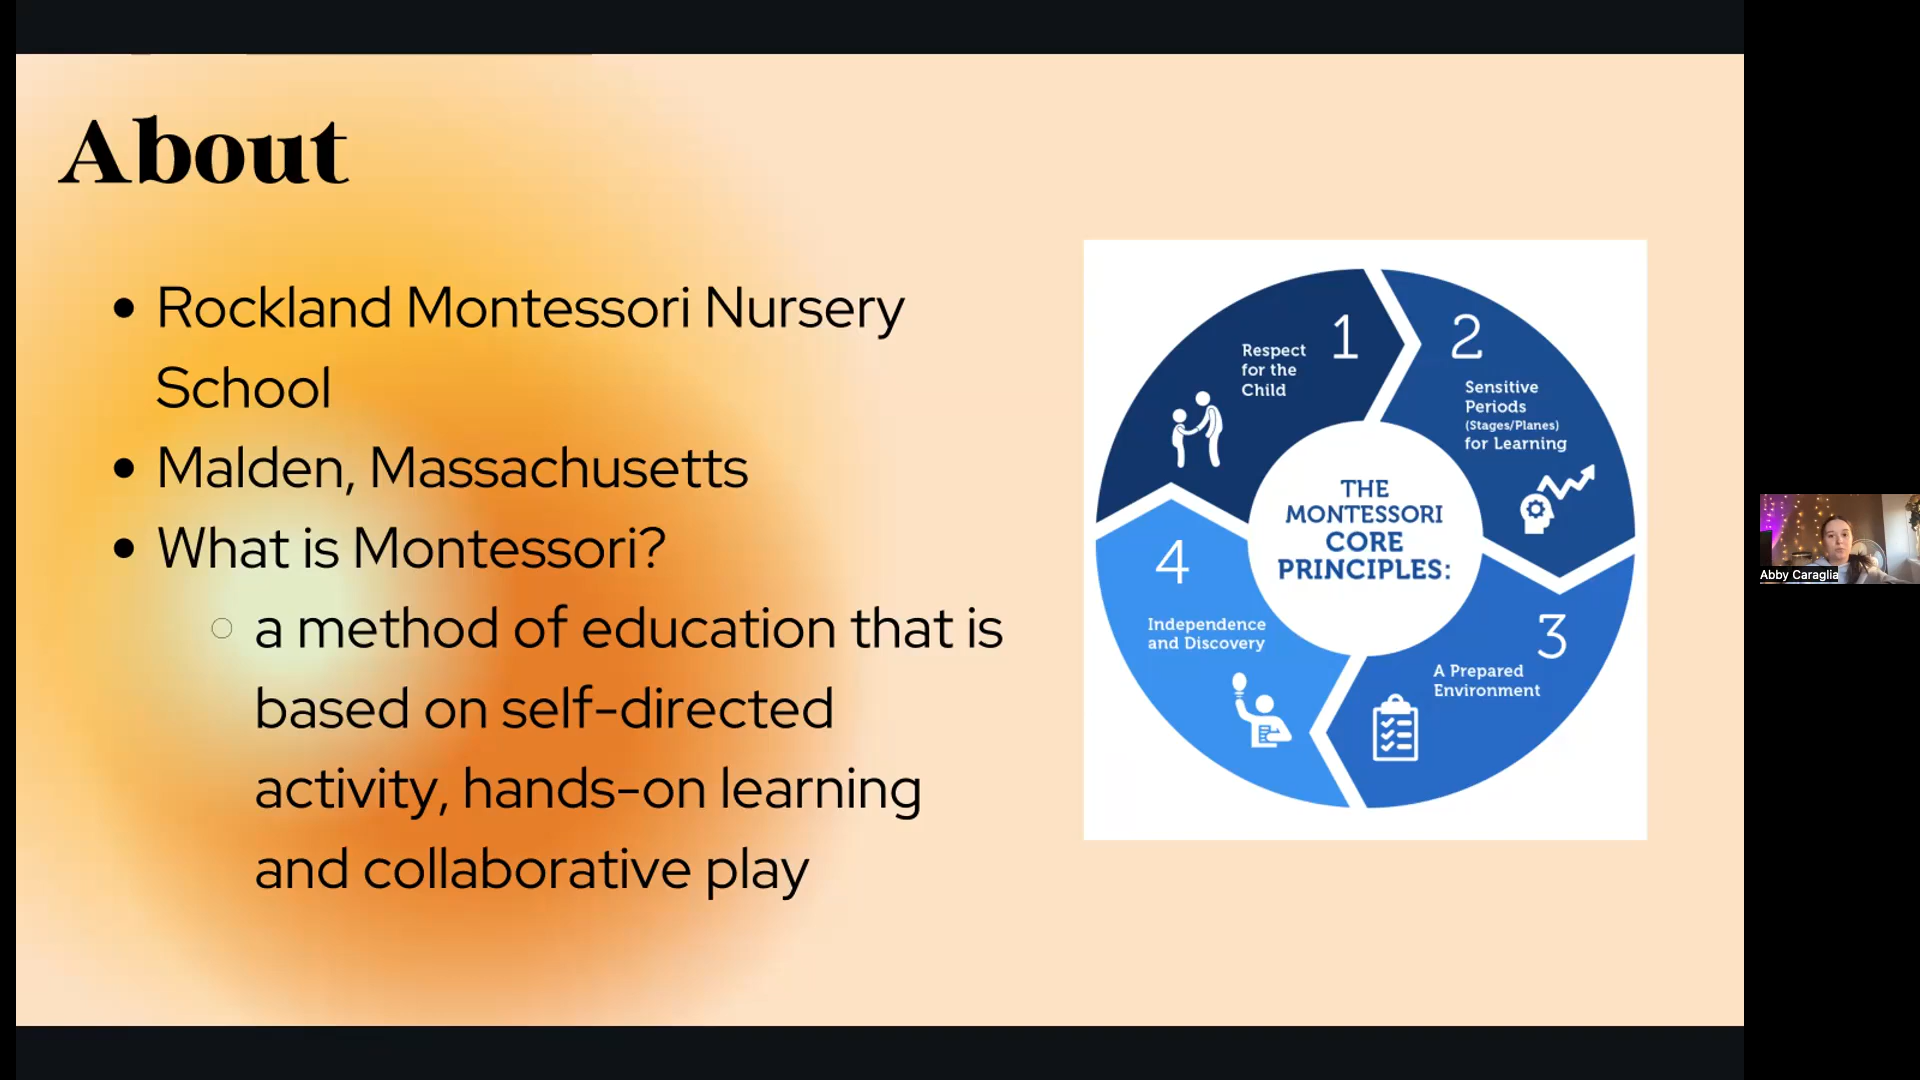 About
• Rockland Montessori Nursery
School
• Malden, Massachusetts
• What is Montessori?
○ a method of education that is
based on self-directed
activity, hands-on learning
and collaborative play
1
Respect
for the
Child
2
Sensitive
Periods
(Stages/Planes)
for Learning
THE
MONTESSORI
CORE
PRINCIPLES:
3
A Prepared
Environment
4
Independence
and Discovery
Abby Caraglia